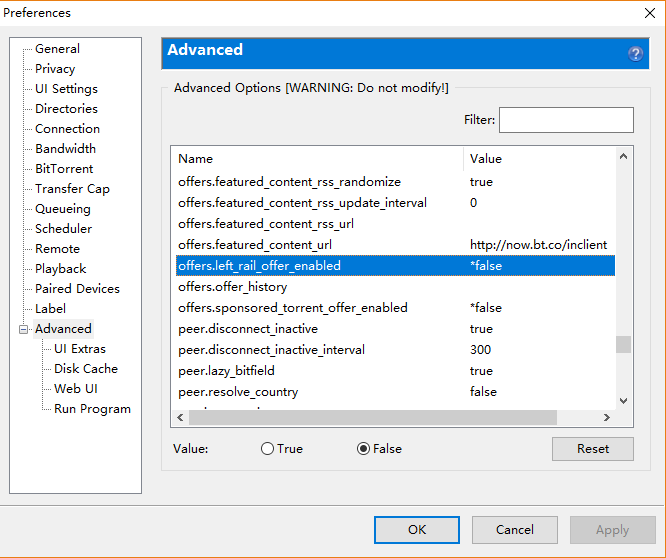 Preferences
General
Privacy
UI Settings
Directories
Connection
Bandwidth
BitTorrent
Transfer Cap
Queueing
Scheduler
Remote
Playback
Paired Devices
Label
Advanced
UI Extras
Disk Cache
Web UI
Run Program
Advanced
?
Advanced Options [WARNING: Do not modify!]
Filter:
Name Value
offers.featured_content_rss_randomize true
offers.featured_content_rss_update_interval 0
offers.featured_content_rss_url
offers.featured_content_url http://now.bt.co/inclient
offers.left_rail_offer_enabled *false
offers.offer_history
offers.sponsored_torrent_offer_enabled *false
peer.disconnect_inactive true
peer.disconnect_inactive_interval 300
peer.lazy_bitfield true
peer.resolve_country false
Value: True False Reset
OK Cancel Apply